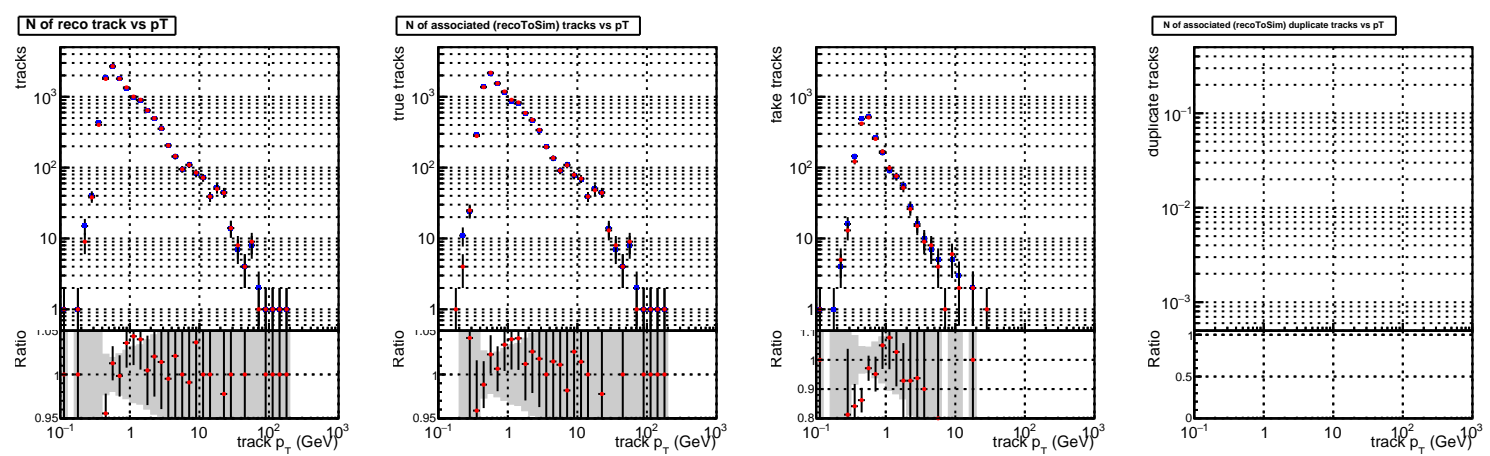 N of reco track vs pT
tracks
10³
10²
10
1
Ratio
1.05
1
0.95
10⁻¹ 1 10 10² 10³
track p_T (GeV)
N of associated (recoToSim) tracks vs pT
true tracks
10³
10²
10
1
Ratio
1.05
1
0.95
10⁻¹ 1 10 10² 10³
track p_T (GeV)
fake tracks
10³
10²
10
1
Ratio
1.1
1
0.9
0.8
10⁻¹ 1 10 10² 10³
track p_T (GeV)
N of associated (recoToSim) duplicate tracks vs pT
duplicate tracks
10⁻¹
10⁻²
10⁻³
Ratio
1
0.5
0
10⁻¹ 1 10 10² 10³
track p_T (GeV)